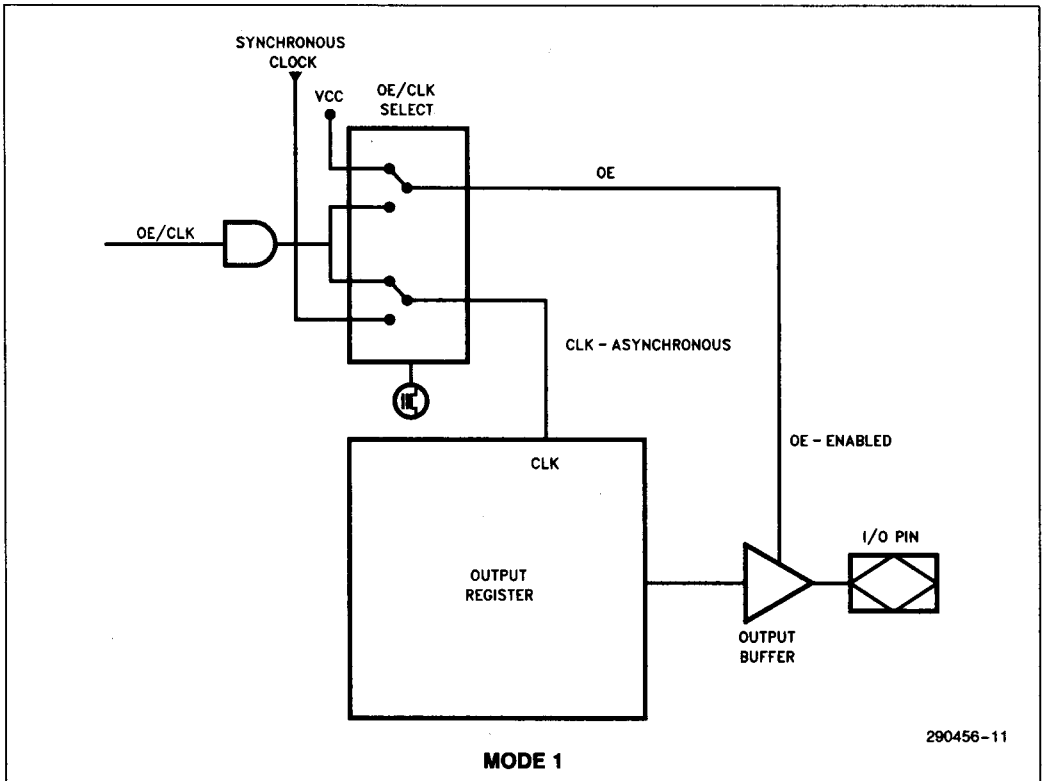 SYNCHRONOUS
CLOCK
VCC
OE/CLK
SELECT
OE
OE/CLK
CLK – ASYNCHRONOUS
OE – ENABLED
CLK
I/O PIN
OUTPUT
REGISTER
OUTPUT
BUFFER
290456–11
MODE 1